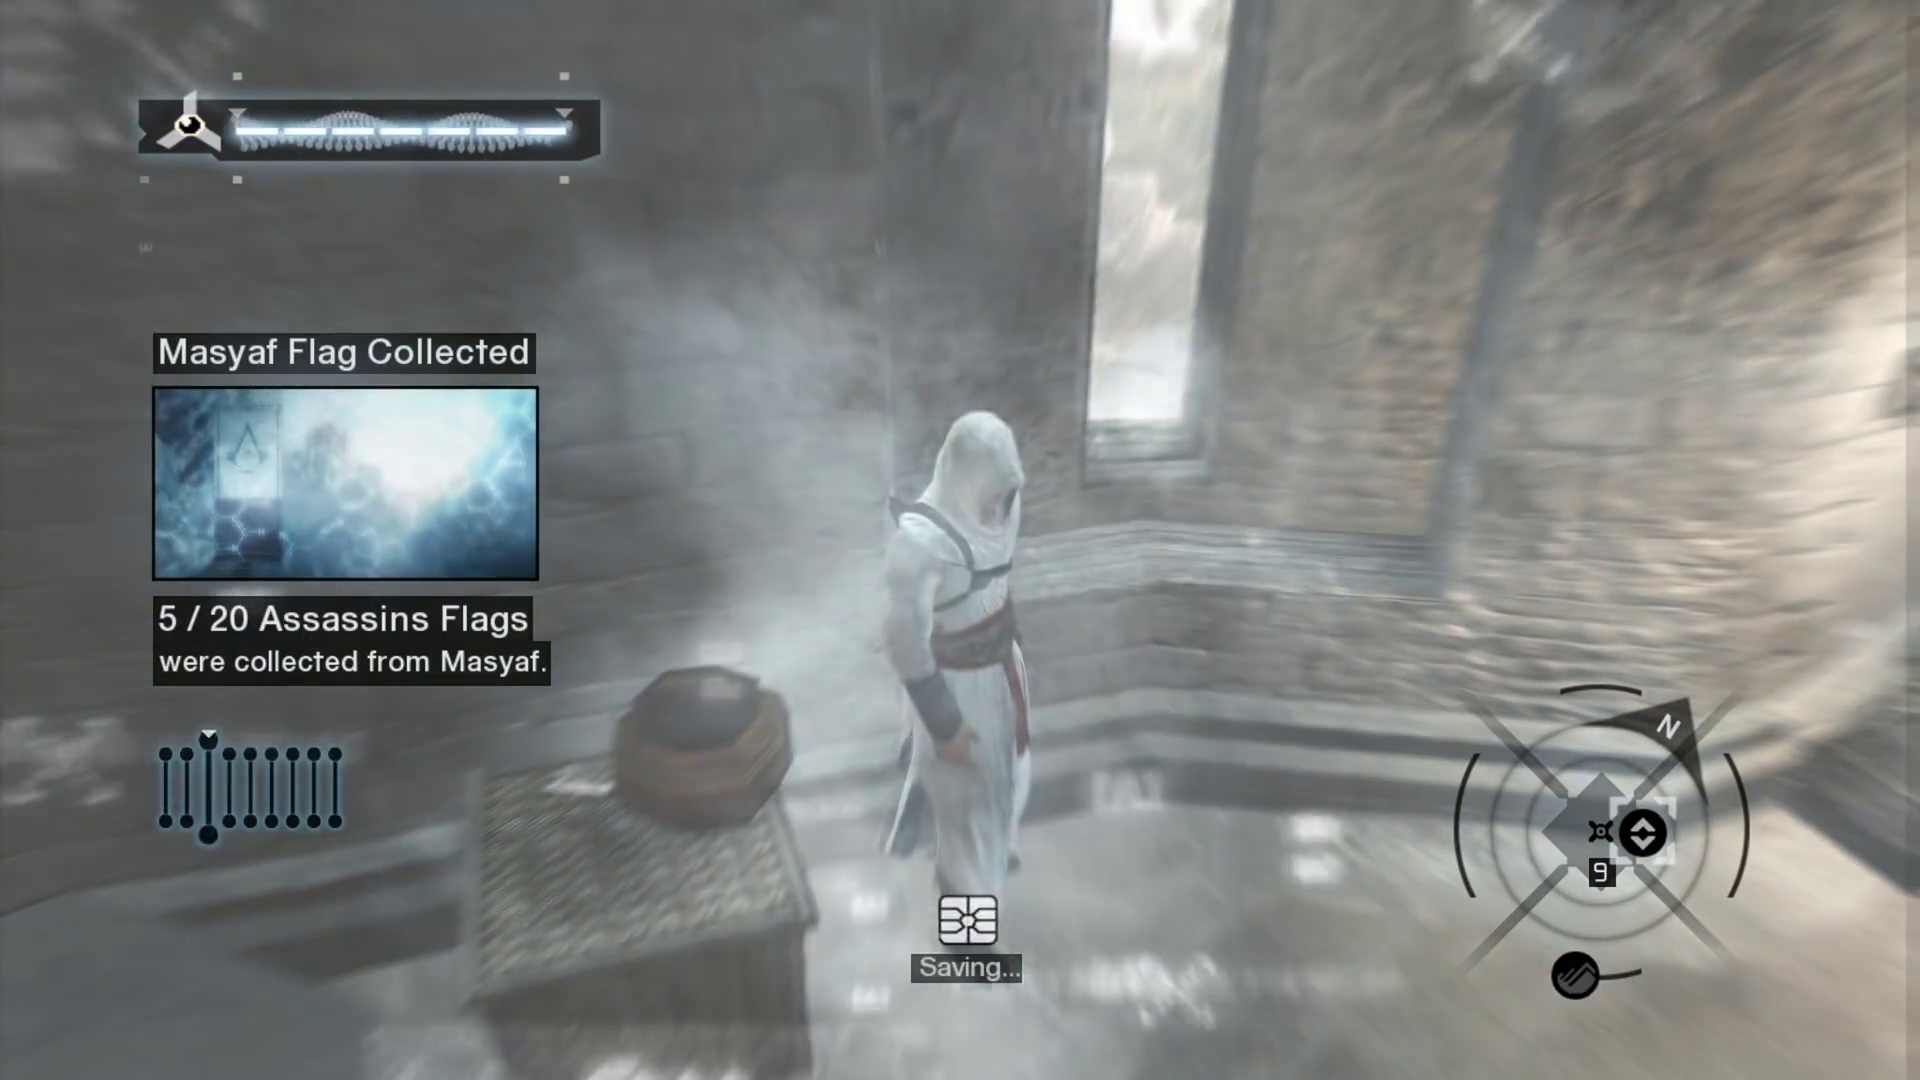 Masyaf Flag Collected
5 / 20 Assassins Flags
were collected from Masyaf.
N
9
Saving...